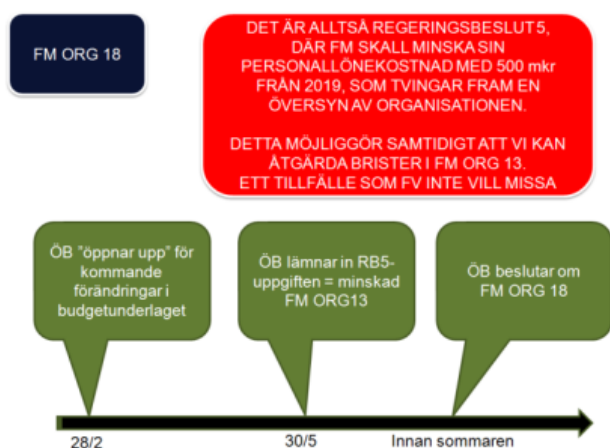 FM ORG 18
DET ÄR ALLTSÅ REGERINGSBESLUT 5,
DÄR FM SKALL MINSKA SIN
PERSONALLÖNEKOSTNAD MED 500 mkr
FRÅN 2019, SOM TVINGAR FRAM EN
ÖVERSYN AV ORGANISATIONEN.
DETTA MÖJLIGGÖR SAMTIDIGT ATT VI KAN
ÅTGÄRDA BRISTER I FM ORG 13.
ETT TILLFÄLLE SOM FV INTE VILL MISSA
ÖB "öppnar upp" för
kommande
förändringar i
budgetunderlaget
ÖB lämnar in RB5-
uppgiften = minskad
FM ORG13
ÖB beslutar om
FM ORG 18
28/2
30/5
Innan sommaren